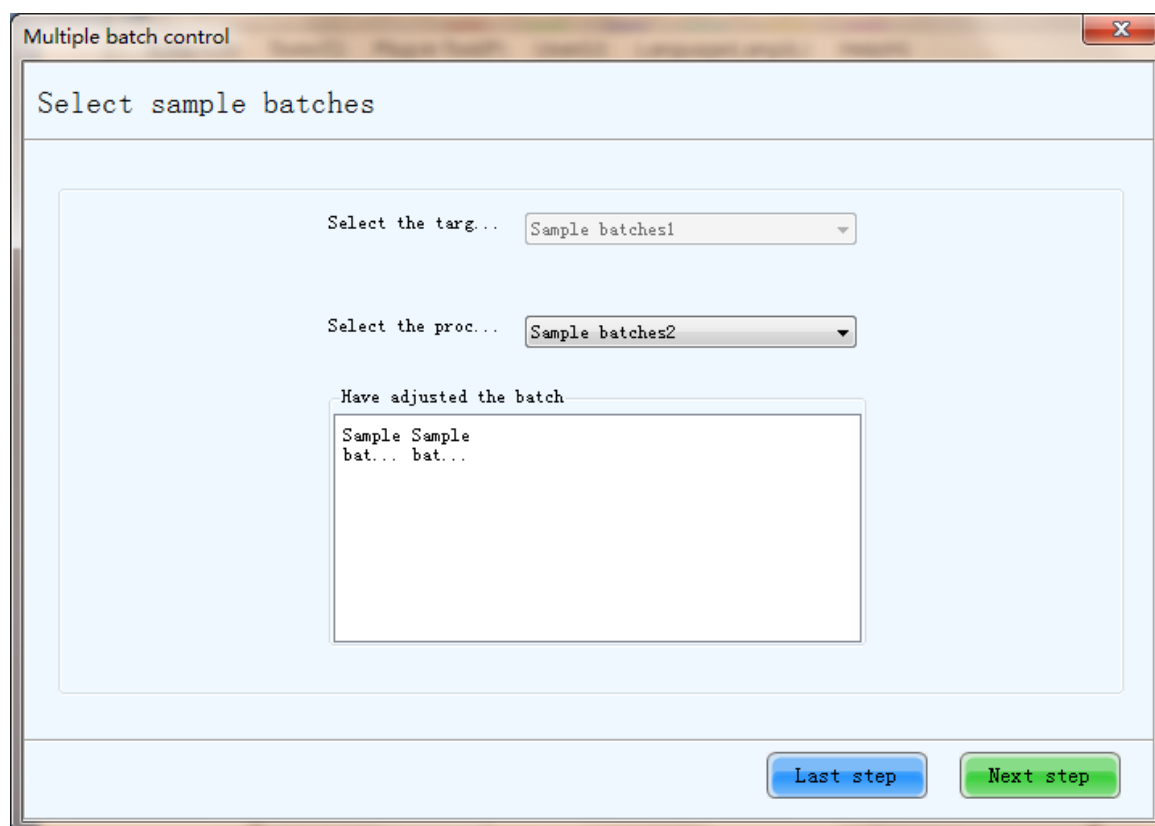 Multiple batch control
Select sample batches
Select the targ... Sample batches1
Select the proc... Sample batches2
Have adjusted the batch
Sample Sample
bat... bat...
Last step Next step